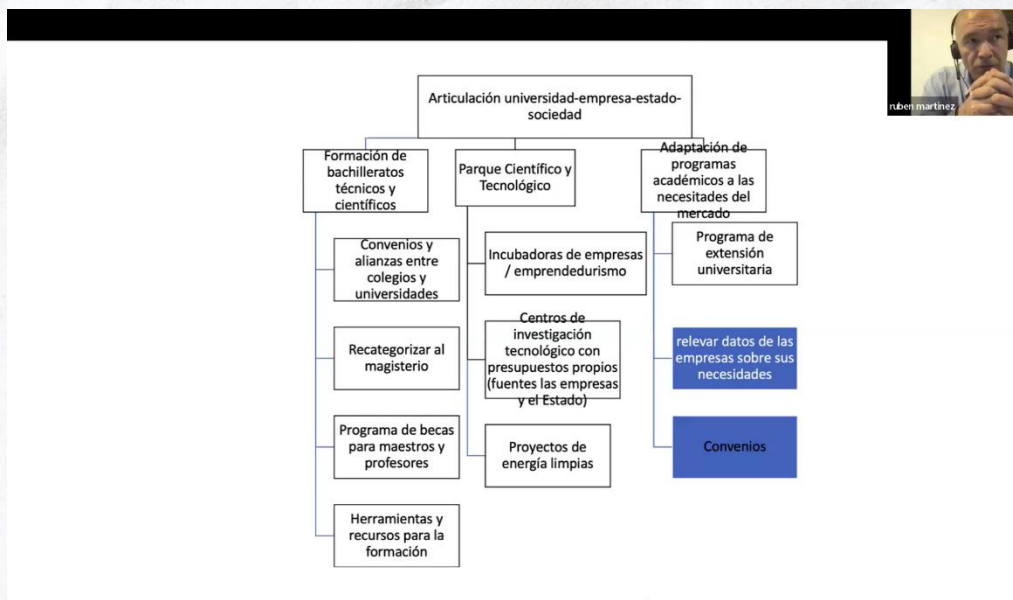 ruben martinez
Articulación universidad-empresa-estado-
sociedad
Formación de
bachilleratos
técnicos y
científicos
Convenios y
alianzas entre
colegios y
universidades
Recategorizar al
magisterio
Programa de becas
para maestros y
profesores
Herramientas y
recursos para la
formación
Parque Científico y
Tecnológico
Incubadoras de empresas
/ emprendedurismo
Centros de
investigación
tecnológico con
presupuestos propios
(fuentes las empresas
y el Estado)
Proyectos de
energía limpias
Adaptación de
programas
académicos a las
necesitades del
mercado
Programa de
extensión
universitaria
relevar datos de las
empresas sobre sus
necesidades
Convenios